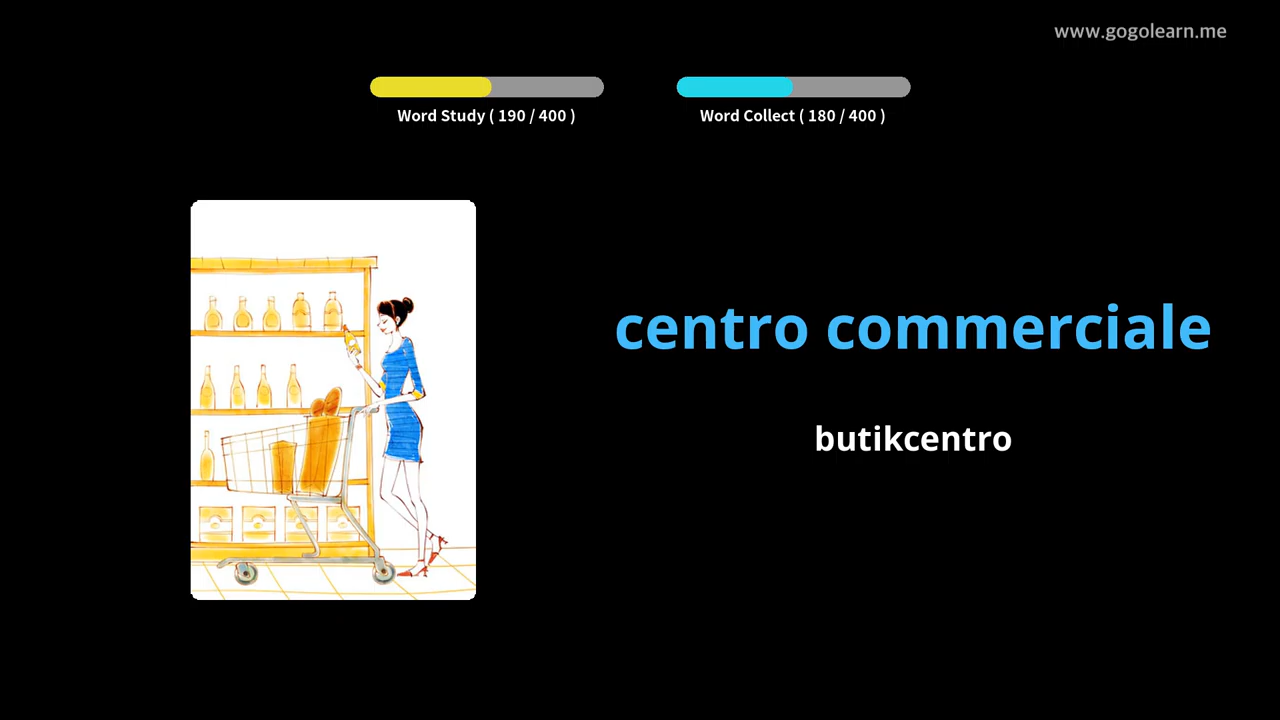 www.gogolearn.me
Word Study ( 190 / 400 )
Word Collect ( 180 / 400 )
centro commerciale
butikcentro